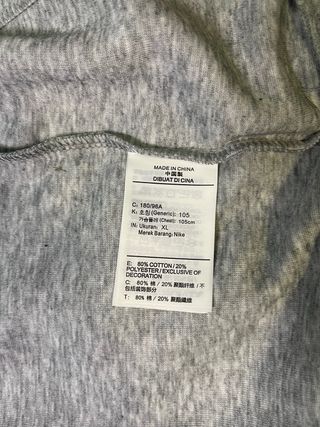 MADE IN CHINA
中国製
DIBUAT DI CINA
C: 180/96A
K: 호칭 (Generic): 105
가슴둘레 (Chest): 105cm
IN: Ukuran: XL
Merek Barang: Nike
E: 80% COTTON / 20%
POLYESTER / EXCLUSIVE OF
DECORATION
C: 80% 棉 / 20% 聚酯纤维 / 不
包括装饰部分
T: 80% 棉 / 20% 聚酯纖維